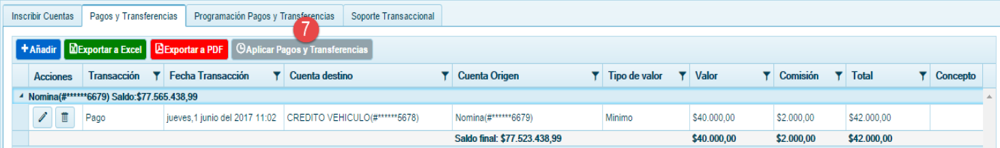 Inscribir Cuentas Pagos y Transferencias Programación Pagos y Transferencias Soporte Transaccional
7
+Añadir Exportar a Excel Exportar a PDF Aplicar Pagos y Transferencias
Acciones Transacción Fecha Transacción Cuenta destino Cuenta Origen Tipo de valor Valor Comisión Total Concepto
Nomina(#******6679) Saldo:$77.565.438,99
Pago jueves,1 junio del 2017 11:02 CREDITO VEHICULO(#******5678) Nomina(#******6679) Minimo $40.000,00 $2.000,00 $42.000,00
Saldo final: $77.523.438,99 $40.000,00 $2.000,00 $42.000,00